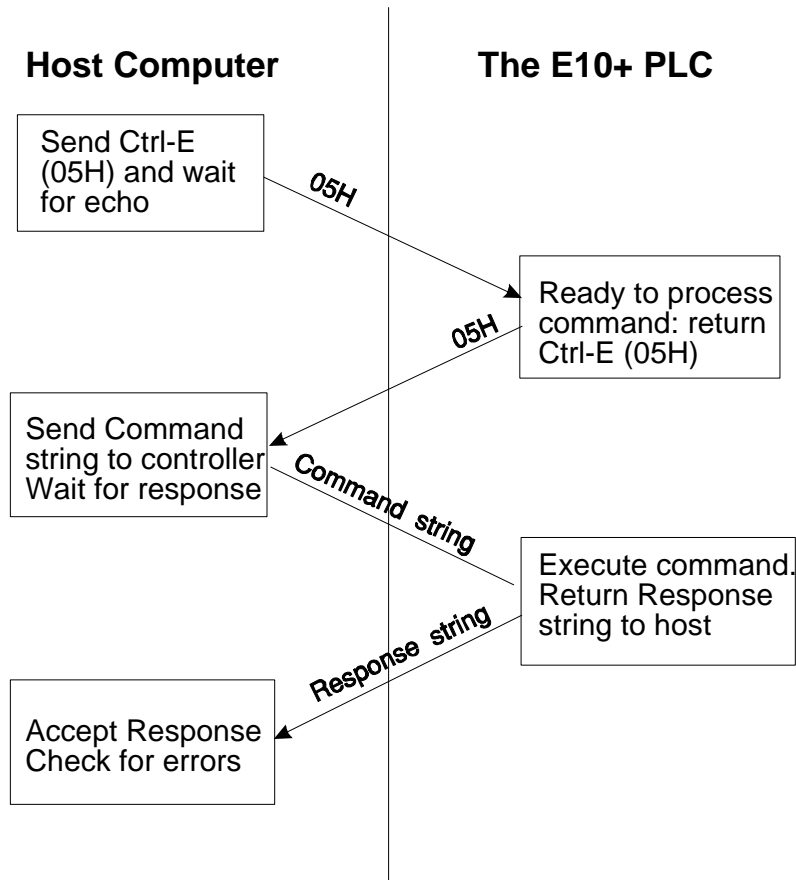 Host Computer
The E10+ PLC
Send Ctrl-E
(05H) and wait
for echo
05H
Ready to process
command: return
Ctrl-E (05H)
05H
Send Command
string to controller
Wait for response
Command string
Execute command.
Return Response
string to host
Response string
Accept Response
Check for errors